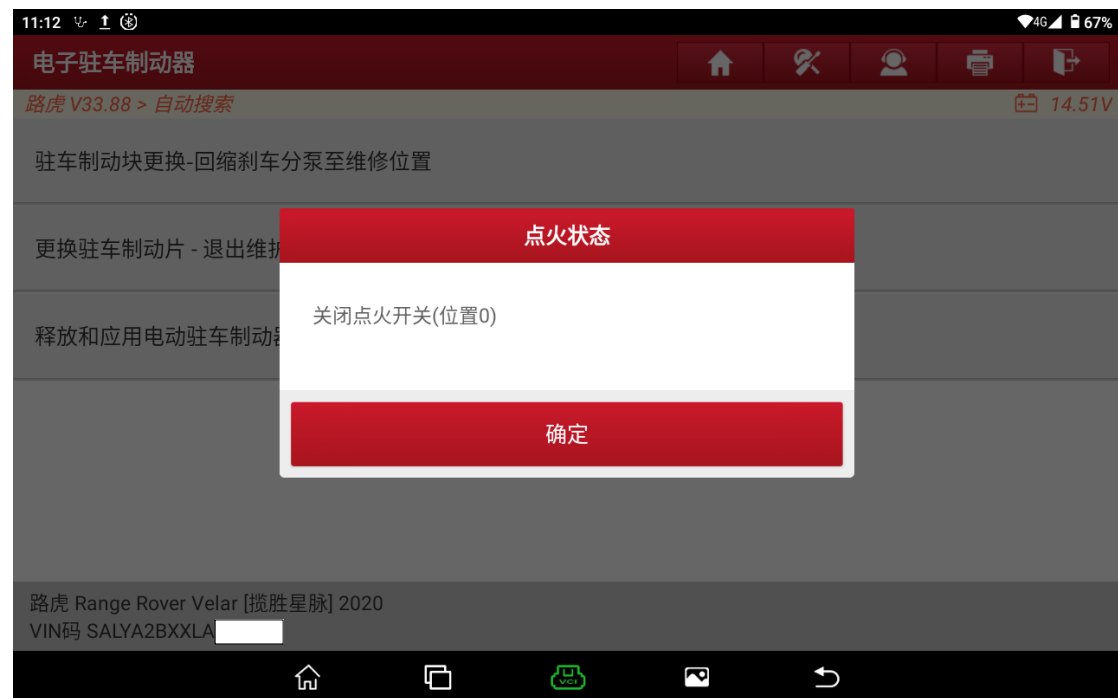 11:12 4G 67%
电子驻车制动器
路虎 V33.88 > 自动搜索 14.51V
驻车制动块更换-回缩刹车分泵至维修位置
更换驻车制动片 - 退出维
释放和应用电动驻车制动
点火状态
关闭点火开关(位置0)
确定
路虎 Range Rover Velar [揽胜星脉] 2020
VIN码 SALYA2BXXLA
VCI